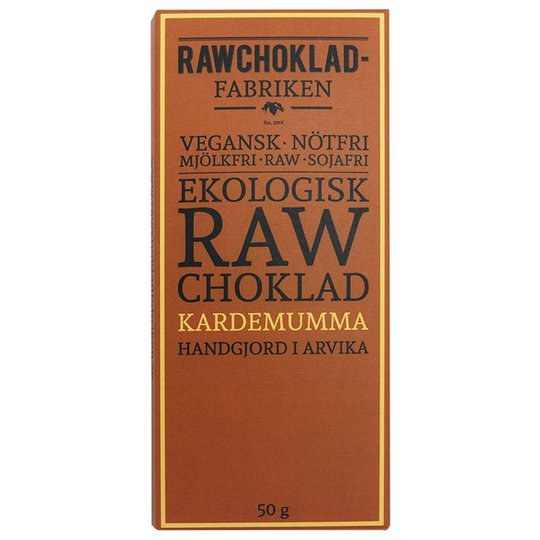 RAWCHOKLAD-
FABRIKEN
Est. 2014
VEGANSK · NÖTFRI
MJÖLKFRI · RAW · SOJAFRI
EKOLOGISK
RAW
CHOKLAD
KARDEMUMMA
HANDGJORD I ARVIKA
50 g